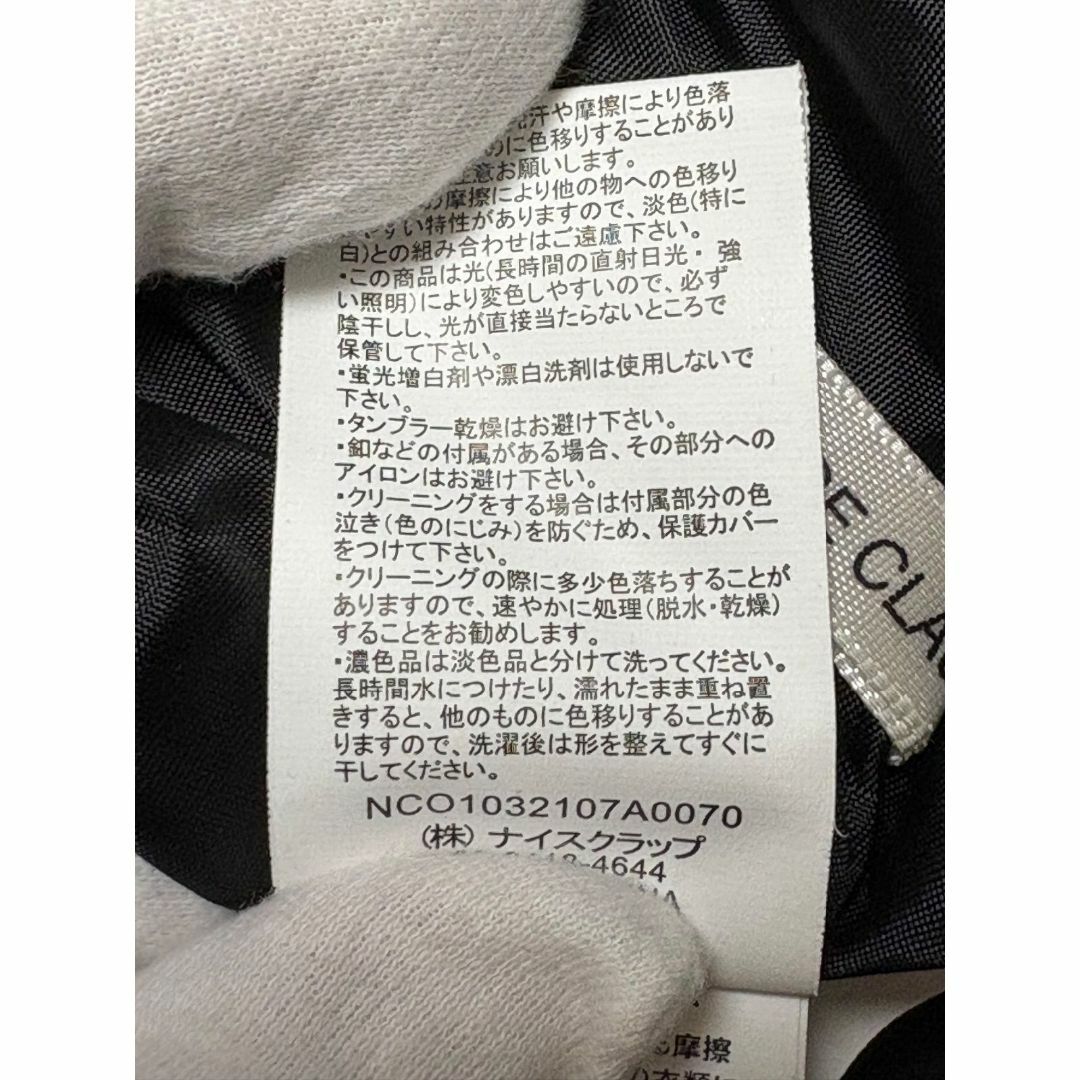 汗や摩擦により色落
に色移りすることがあり
意お願いします。
摩擦により他の物への色移り
すい特性がありますので、淡色(特に
白)との組み合わせはご遠慮下さい。
・この商品は光(長時間の直射日光・ 強
い照明)により変色しやすいので、必ず
陰干しし、光が直接当たらないところで
保管して下さい。
・蛍光増白剤や漂白洗剤は使用しないで
下さい。
・タンブラー乾燥はお避け下さい。
・釦などの付属がある場合、その部分への
アイロンはお避け下さい。
・クリーニングをする場合は付属部分の色
泣き(色のにじみ)を防ぐため、保護カバー
をつけて下さい。
・クリーニングの際に多少色落ちすることが
ありますので、速やかに処理(脱水・乾燥)
することをお勧めします。
・濃色品は淡色品と分けて洗ってください。
長時間水につけたり、濡れたまま重ね置
きすると、他のものに色移りすることがあ
りますので、洗濯後は形を整えてすぐに
干してください。
NCO1032107A0070
(株) ナイスクラップ
-4644
摩擦
DE CLA